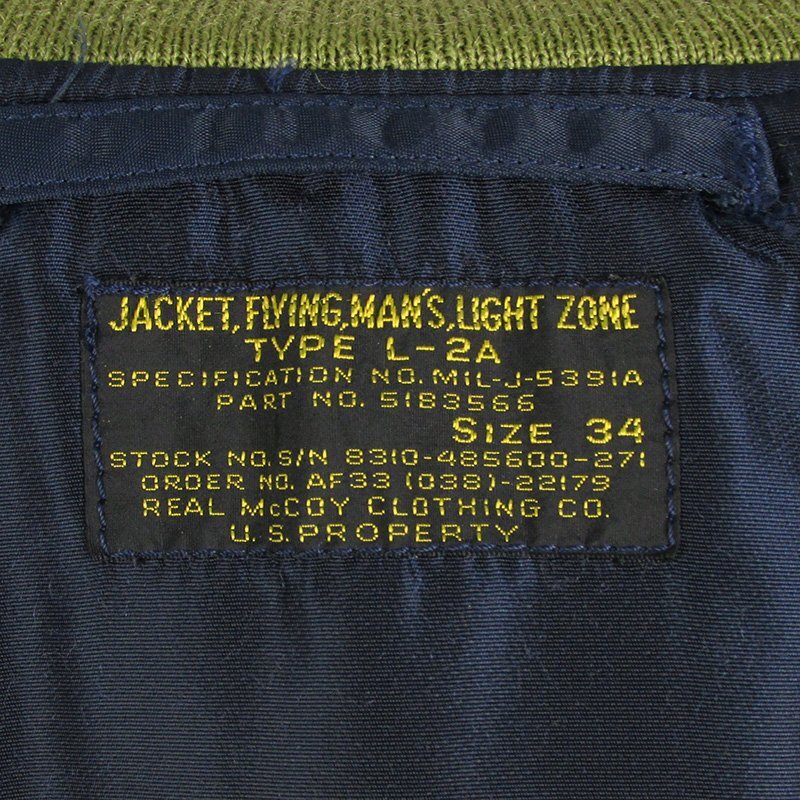 JACKET, FLYING, MAN'S, LIGHT ZONE
TYPE L-2A
SPECIFICATION NO. MIL-J-5391A
PART NO. 5183566
SIZE 34
STOCK NO. S/N 8310-485600-271
ORDER NO. AF33 (038)-22179
REAL McCOY CLOTHING CO.
U.S. PROPERTY